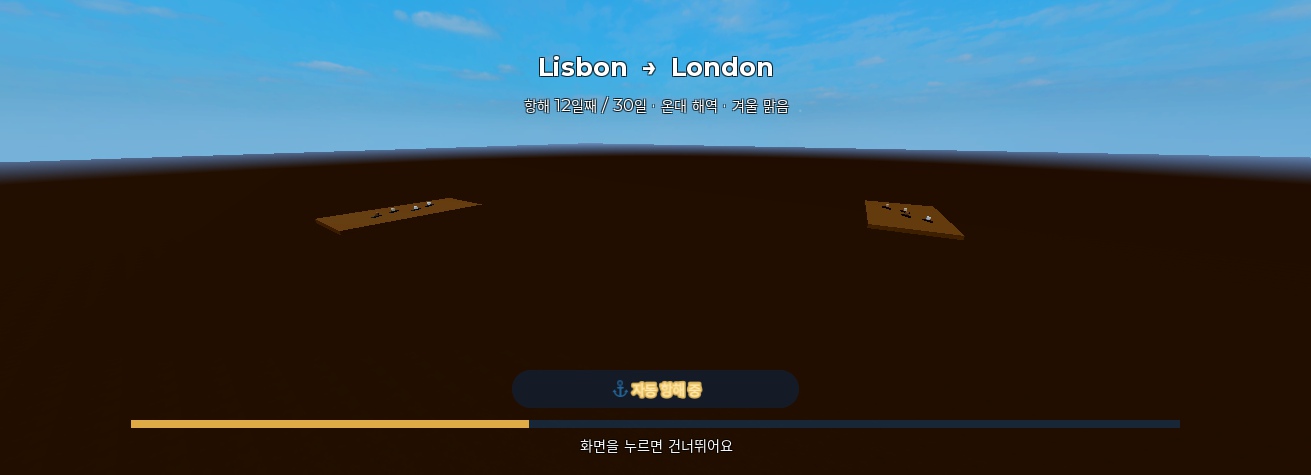 Lisbon → London
항해 12일째 / 30일 · 온대 해역 · 겨울 맑음
⚓ 자동 항해 중
화면을 누르면 건너뛰어요